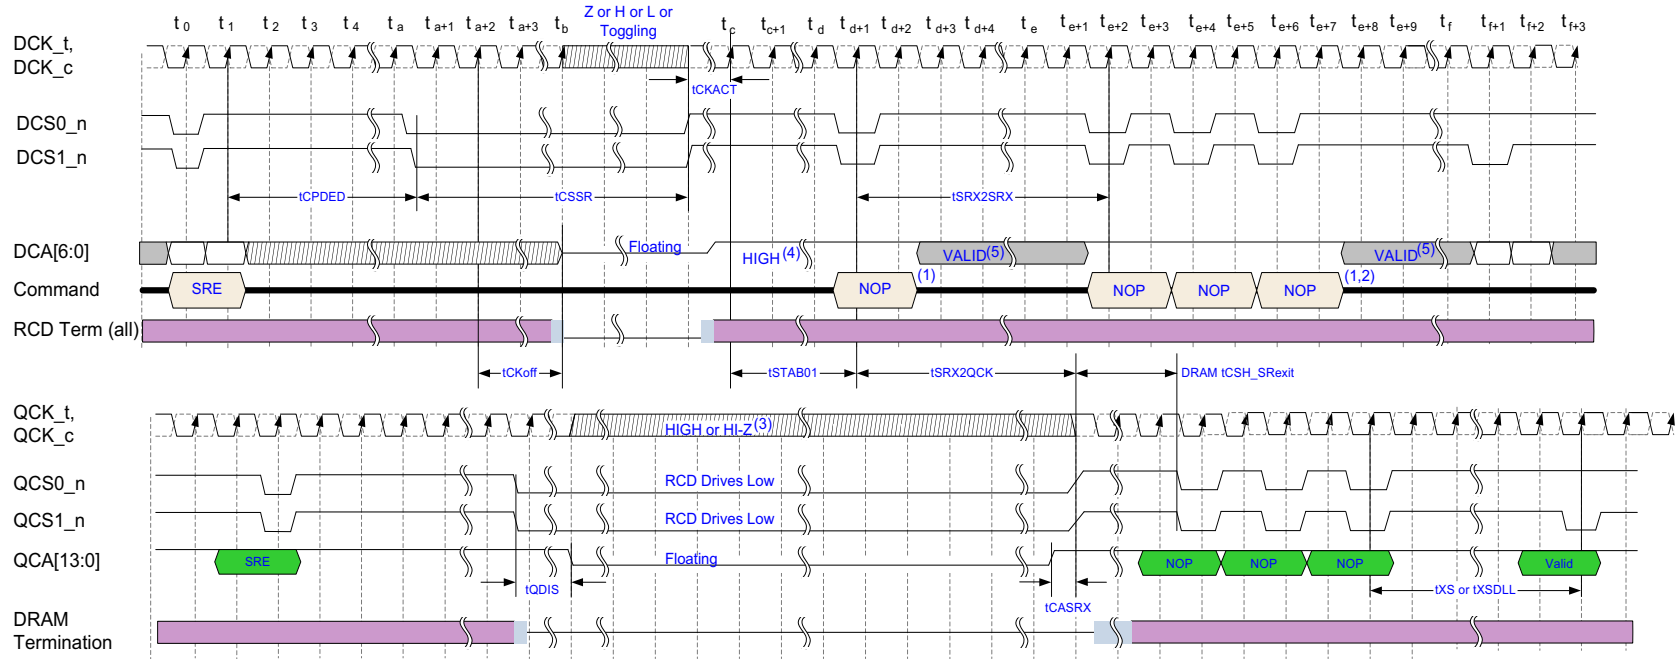 Z or H or L or
Toggling
t0 t1 t2 t3 t4 ta ta+1 ta+2 ta+3 tb tc tc+1 td td+1 td+2 td+3 td+4 te te+1 te+2 te+3 te+4 te+5 te+6 te+7 te+8 te+9 tf tf+1 tf+2 tf+3
DCK_t,
DCK_c
tCKACT
DCS0_n
DCS1_n
tCPDED tCSSR tSRX2SRX
DCA[6:0] Floating HIGH(4) VALID(5) VALID(5)
Command SRE NOP (1) NOP NOP NOP (1,2)
RCD Term (all)
tCKoff tSTAB01 tSRX2QCK DRAM tCSH_SRexit
QCK_t,
QCK_c
HIGH or HI-Z(3)
QCS0_n RCD Drives Low
QCS1_n RCD Drives Low
QCA[13:0] SRE Floating NOP NOP NOP Valid
tQDIS tCASRX tXS or tXSDLL
DRAM
Termination